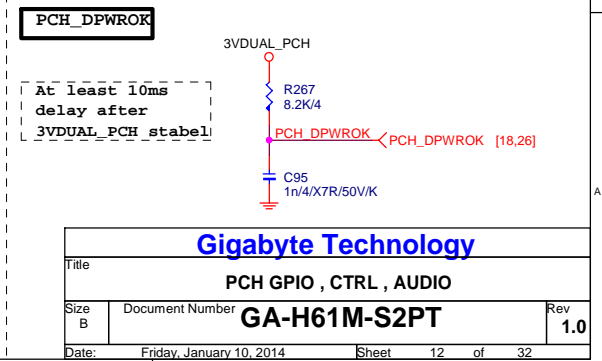 PCH_DPWROK
3VDUAL_PCH
At least 10ms
delay after
3VDUAL_PCH stabel
R267
8.2K/4
PCH_DPWROK
PCH_DPWROK [18,26]
C95
1n/4/X7R/50V/K
A
Gigabyte Technology
Title
PCH GPIO , CTRL , AUDIO
Size
B
Document Number
GA-H61M-S2PT
Rev
1.0
Date: Friday, January 10, 2014 Sheet 12 of 32